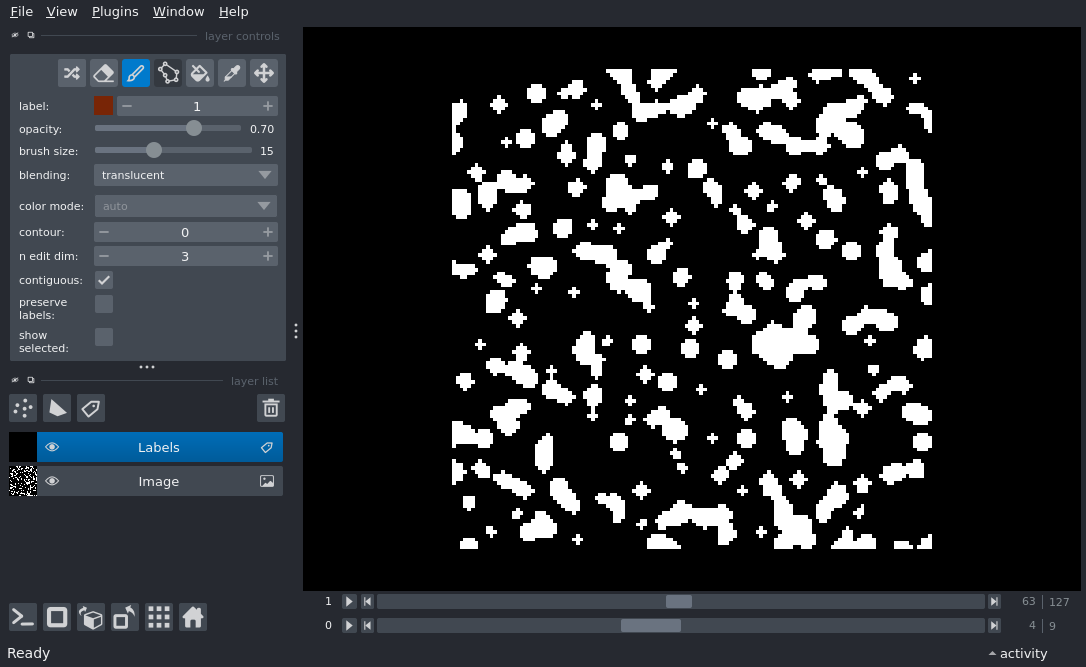 File View Plugins Window Help
layer controls
label: 1
opacity: 0.70
brush size: 15
blending: translucent
color mode: auto
contour: 0
n edit dim: 3
contiguous:
preserve
labels:
show
selected:
layer list
Labels
Image
1 63 127
0 4 9
Ready activity